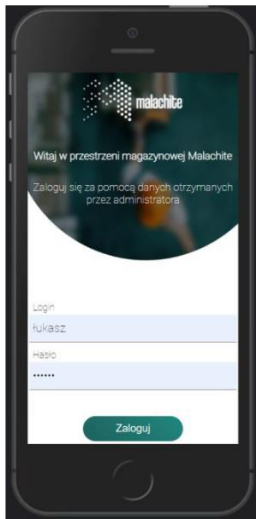 malachite
Witaj w przestrzeni magazynowej Malachite
Zaloguj się za pomocą danych otrzymanych
przez administratora
Login
łukasz
Hasło
••••••
Zaloguj